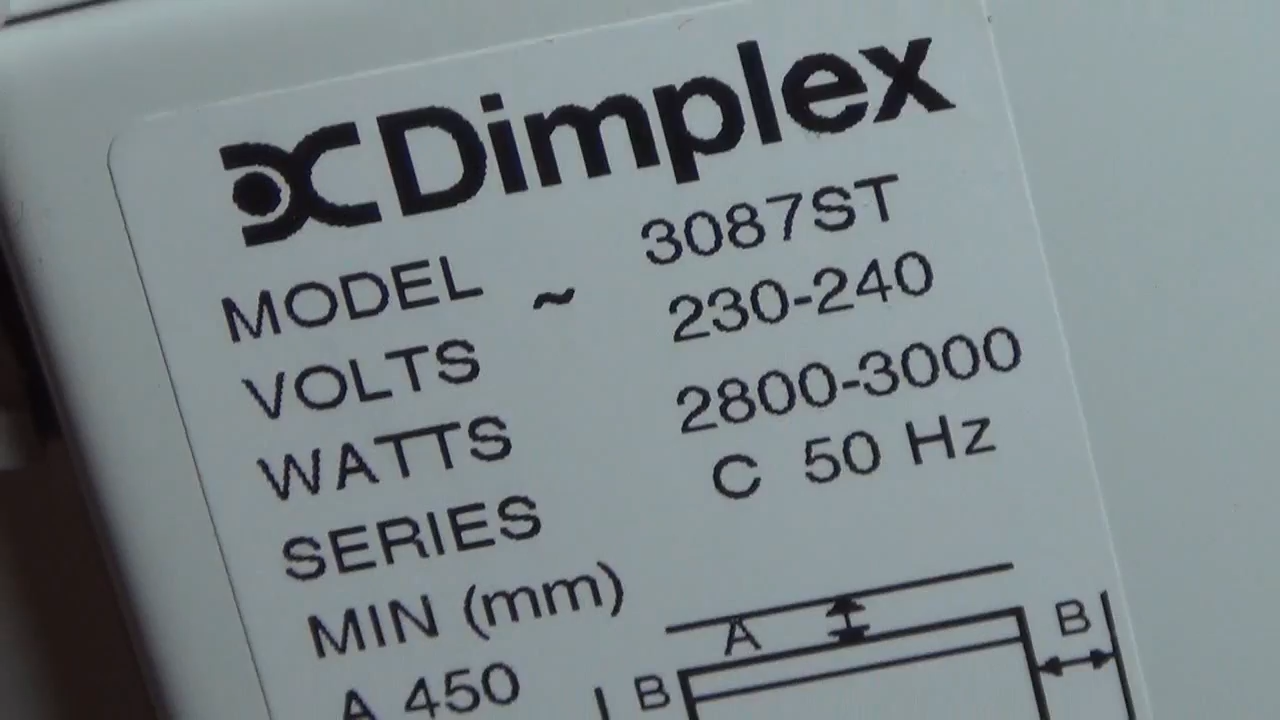 Dimplex
MODEL ~ 3087ST
VOLTS 230-240
WATTS 2800-3000
SERIES C 50 Hz
MIN (mm)
A 450
A
B
B